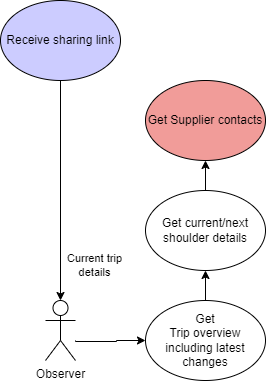 Receive sharing link
Get Supplier contacts
Get current/next
shoulder details
Current trip
details
Get
Trip overview
including latest
changes
Observer